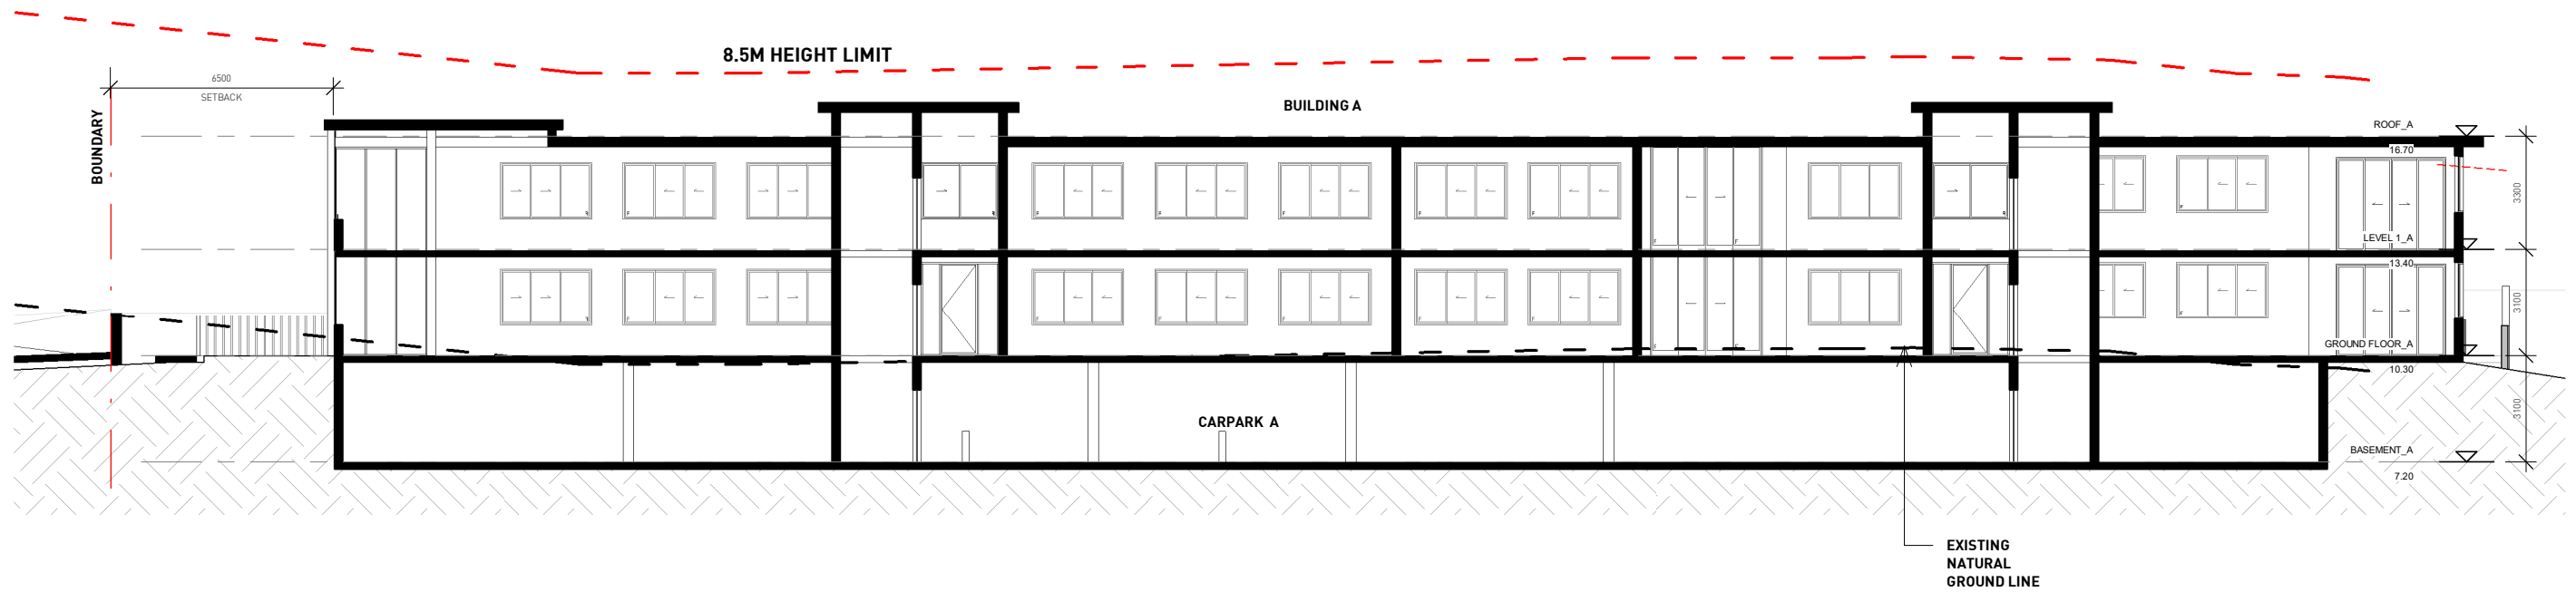 8.5M HEIGHT LIMIT
6500
SETBACK
BOUNDARY
BUILDING A
ROOF_A
16.70
3300
LEVEL 1_A
13.40
3100
GROUND FLOOR_A
10.30
3100
CARPARK A
BASEMENT_A
7.20
EXISTING
NATURAL
GROUND LINE